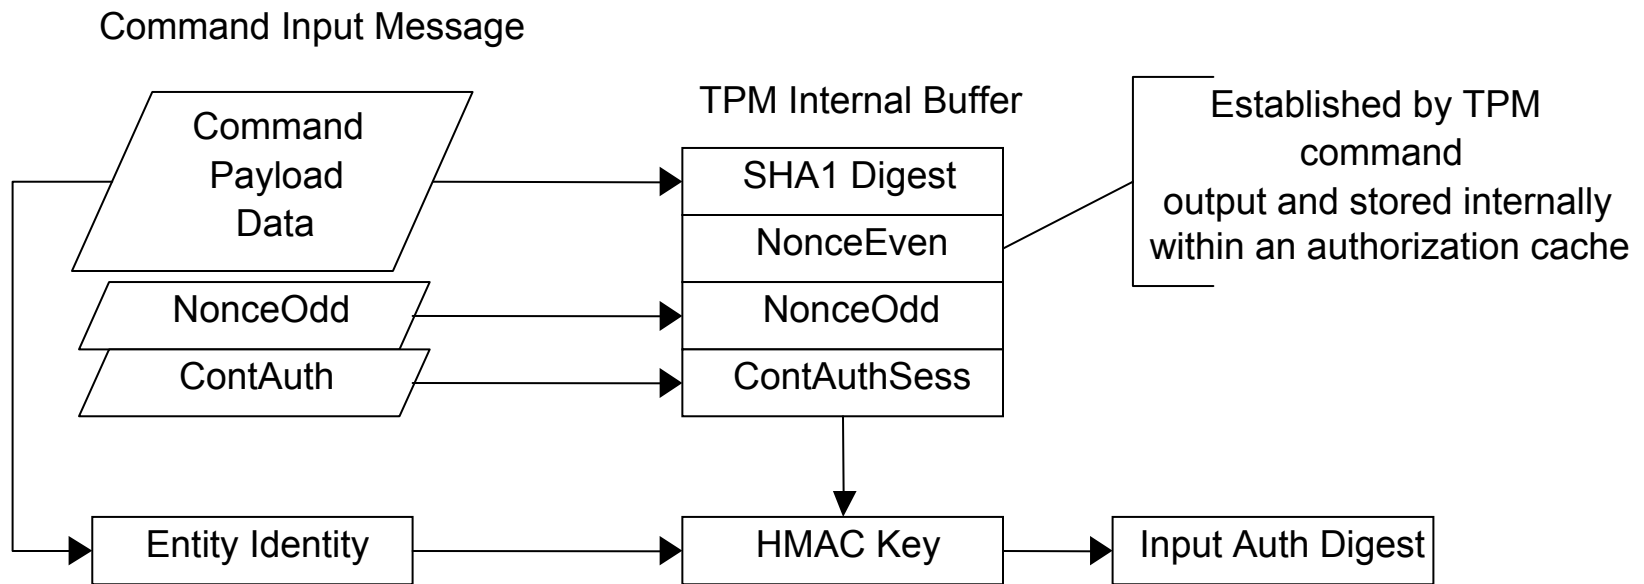 Command Input Message
Command
Payload
Data
NonceOdd
ContAuth
TPM Internal Buffer
SHA1 Digest
NonceEven
NonceOdd
ContAuthSess
Established by TPM
command
output and stored internally
within an authorization cache
Entity Identity
HMAC Key
Input Auth Digest